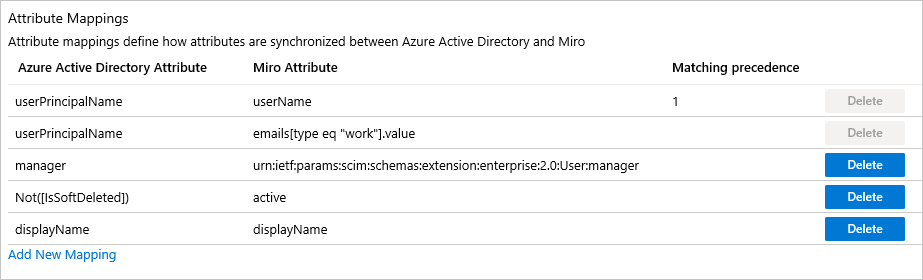 Attribute Mappings
Attribute mappings define how attributes are synchronized between Azure Active Directory and Miro
Azure Active Directory Attribute Miro Attribute Matching precedence
userPrincipalName userName 1 Delete
userPrincipalName emails[type eq "work"].value Delete
manager urn:ietf:params:scim:schemas:extension:enterprise:2.0:User:manager Delete
Not([IsSoftDeleted]) active Delete
displayName displayName Delete
Add New Mapping